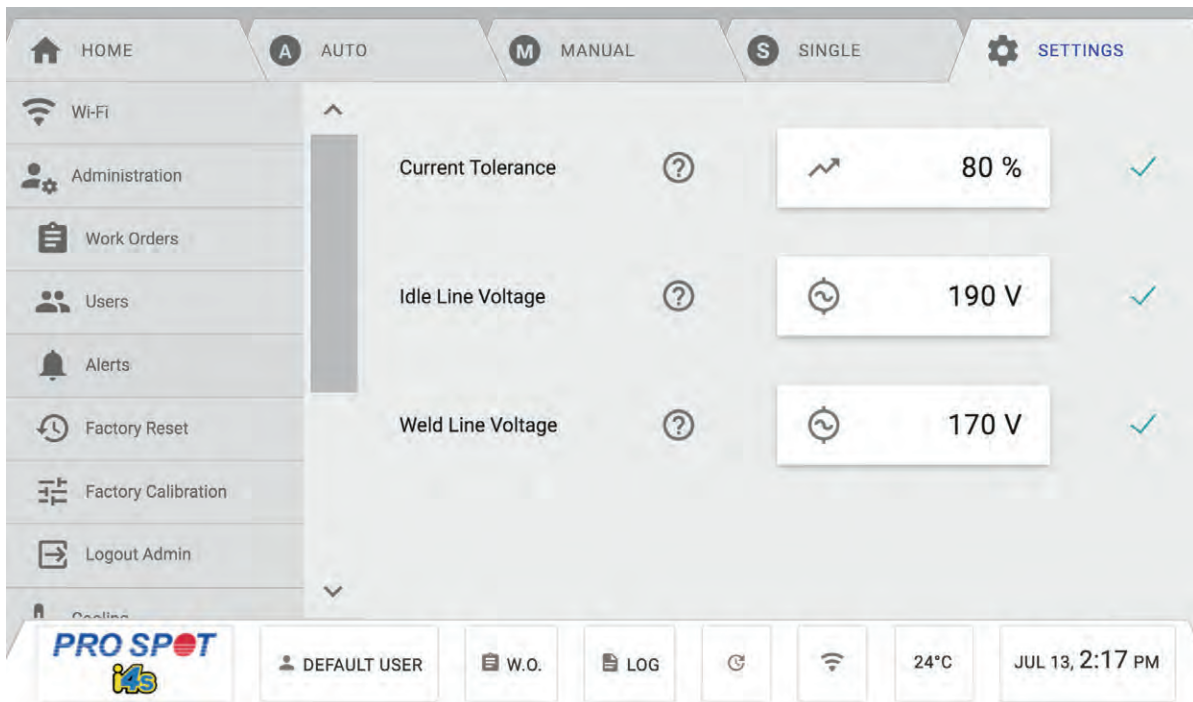 HOME
A AUTO
M MANUAL
S SINGLE
SETTINGS
Wi-Fi
Administration
Work Orders
Users
Alerts
Factory Reset
Factory Calibration
Logout Admin
Cooling
Current Tolerance ? 80 %
Idle Line Voltage ? 190 V
Weld Line Voltage ? 170 V
PRO SPOT
i4s
DEFAULT USER
W.O.
LOG
24°C
JUL 13, 2:17 PM